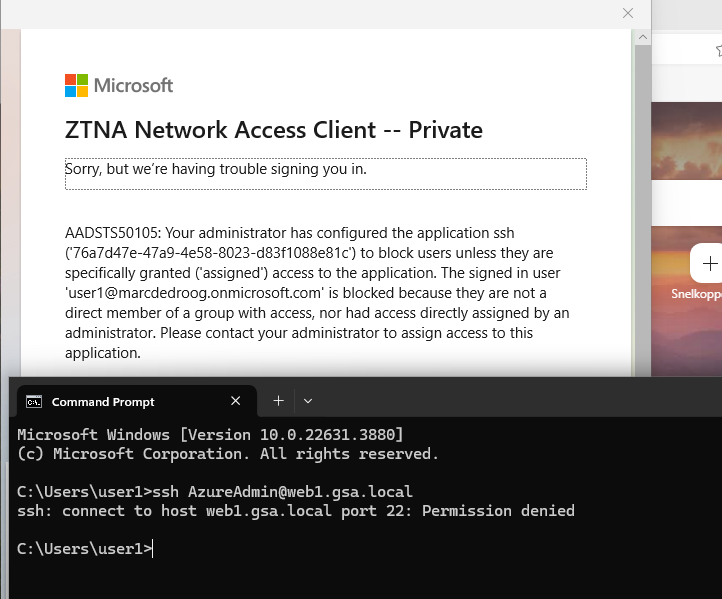 Microsoft
ZTNA Network Access Client -- Private
Sorry, but we’re having trouble signing you in.
AADSTS50105: Your administrator has configured the application ssh
('76a7d47e-47a9-4e58-8023-d83f1088e81c') to block users unless they are
specifically granted ('assigned') access to the application. The signed in user
'user1@marcdedroog.onmicrosoft.com' is blocked because they are not a
direct member of a group with access, nor had access directly assigned by an
administrator. Please contact your administrator to assign access to this
application.
Snelkoppe
Command Prompt
Microsoft Windows [Version 10.0.22631.3880]
(c) Microsoft Corporation. All rights reserved.
C:\Users\user1>ssh AzureAdmin@web1.gsa.local
ssh: connect to host web1.gsa.local port 22: Permission denied
C:\Users\user1>